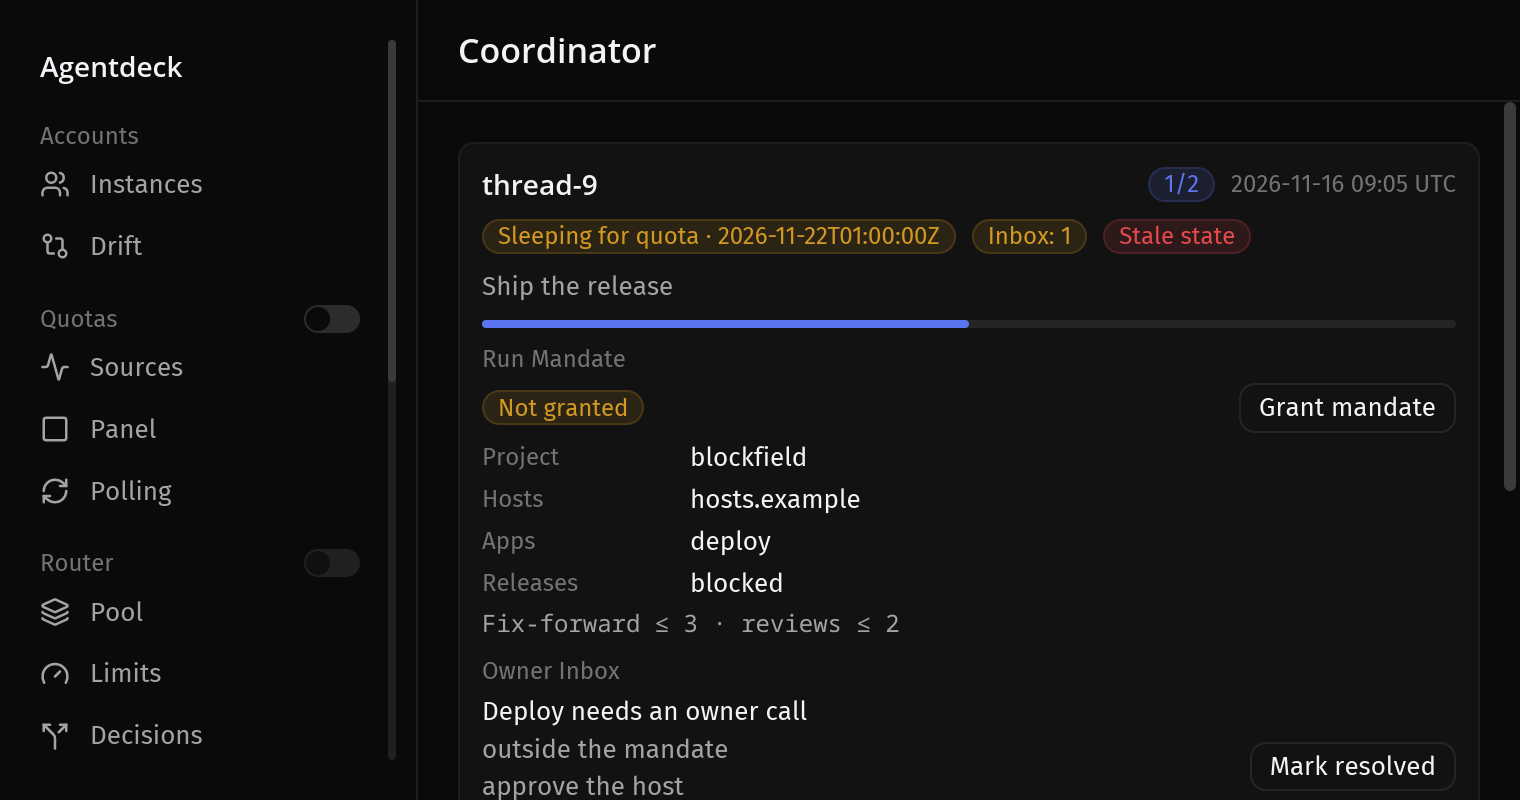 Agentdeck
Accounts
Instances
Drift
Quotas
Sources
Panel
Polling
Router
Pool
Limits
Decisions
Coordinator
thread-9
1/2
2026-11-16 09:05 UTC
Sleeping for quota · 2026-11-22T01:00:00Z
Inbox: 1
Stale state
Ship the release
Run Mandate
Not granted
Grant mandate
Project blockfield
Hosts hosts.example
Apps deploy
Releases blocked
Fix-forward ≤ 3 · reviews ≤ 2
Owner Inbox
Deploy needs an owner call
outside the mandate
approve the host
Mark resolved